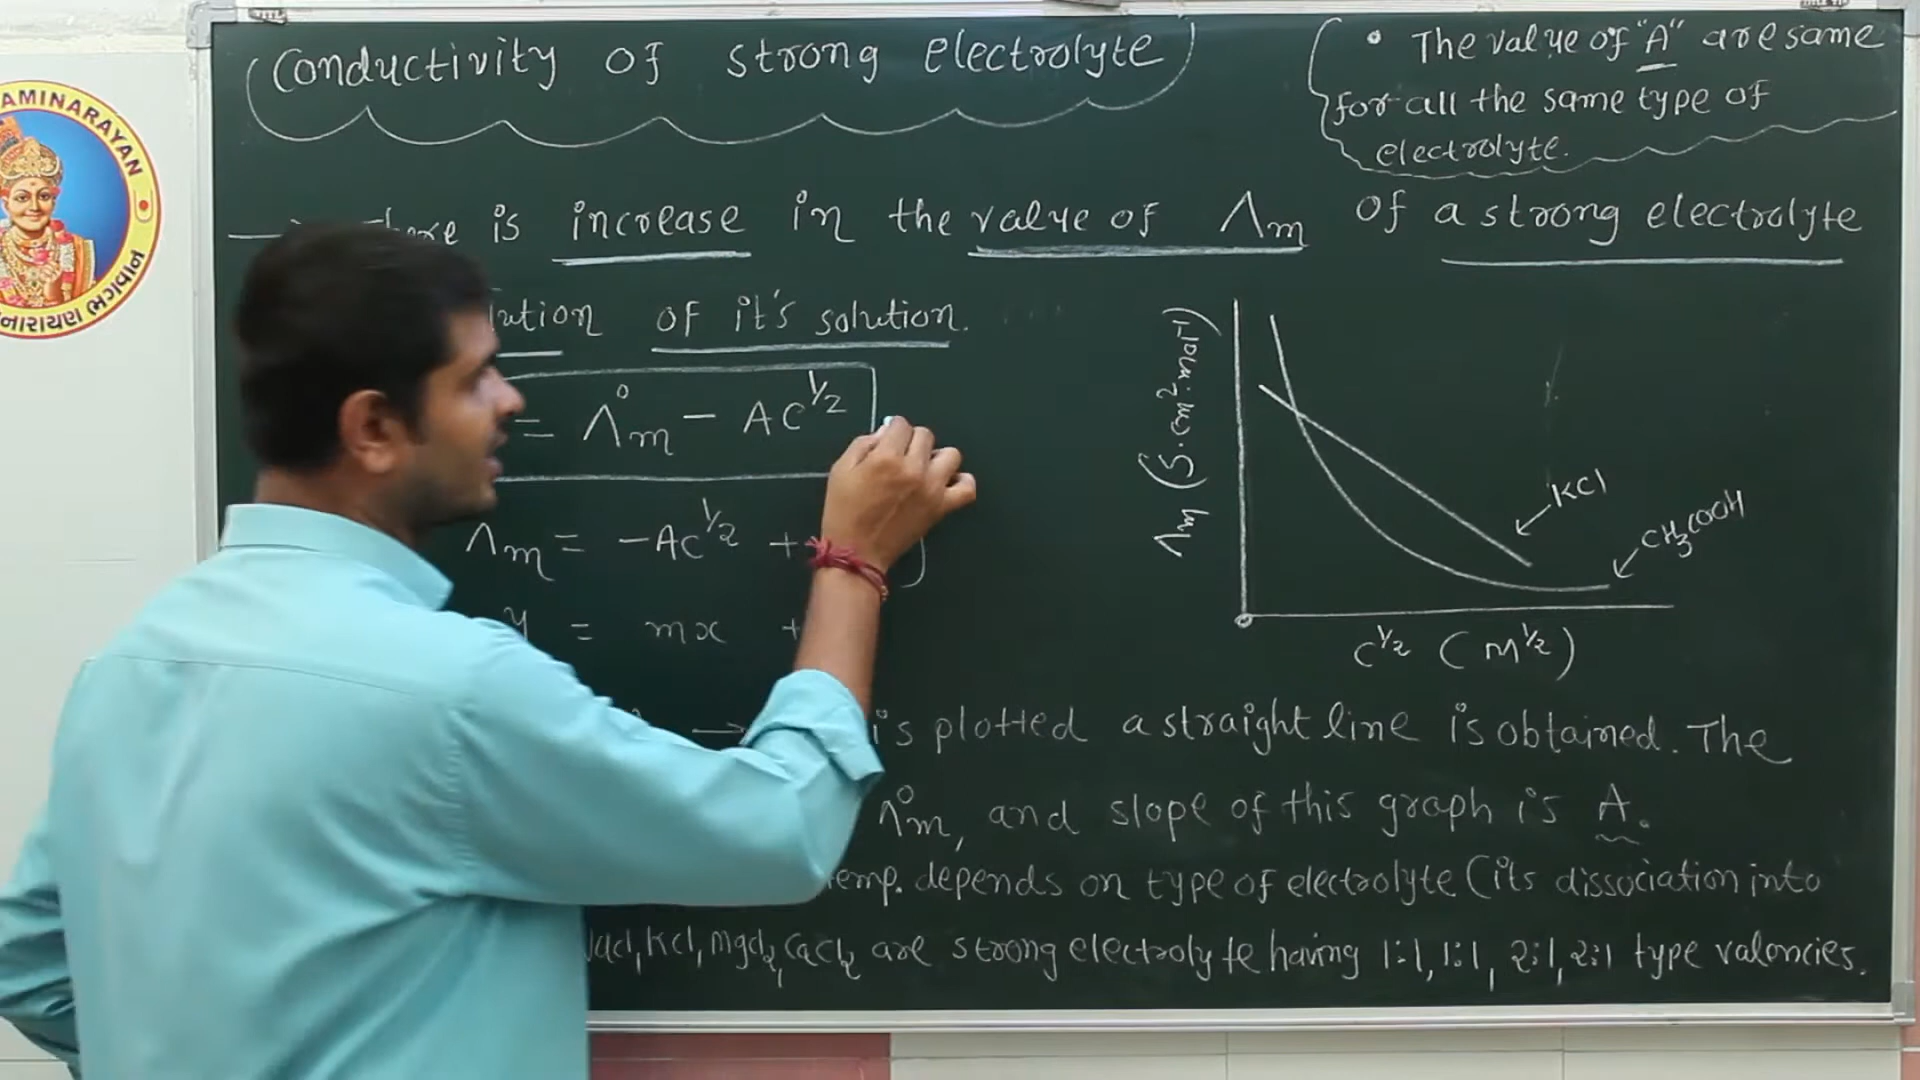 AMINARAYAN
નારાયણ ભગવાન
Conductivity of strong electrolyte
• The value of "A" are same
for all the same type of
electrolyte.
→ is increase in the value of Λm of a strong electrolyte
of it's solution.
= Λ°m - AC^1/2
Λm = -AC^1/2 +
y = mx +
Λm (S.cm².mol⁻¹)
KCl
CH₃COOH
C^1/2 (M^1/2)
→ is plotted a straight line is obtained. The
Λ°m, and slope of this graph is A.
temp. depends on type of electrolyte (its dissociation into
KCl, MgCl₂, CaCl₂ are strong electrolyte having 1:1, 1:1, 2:1, 2:1 type valencies.